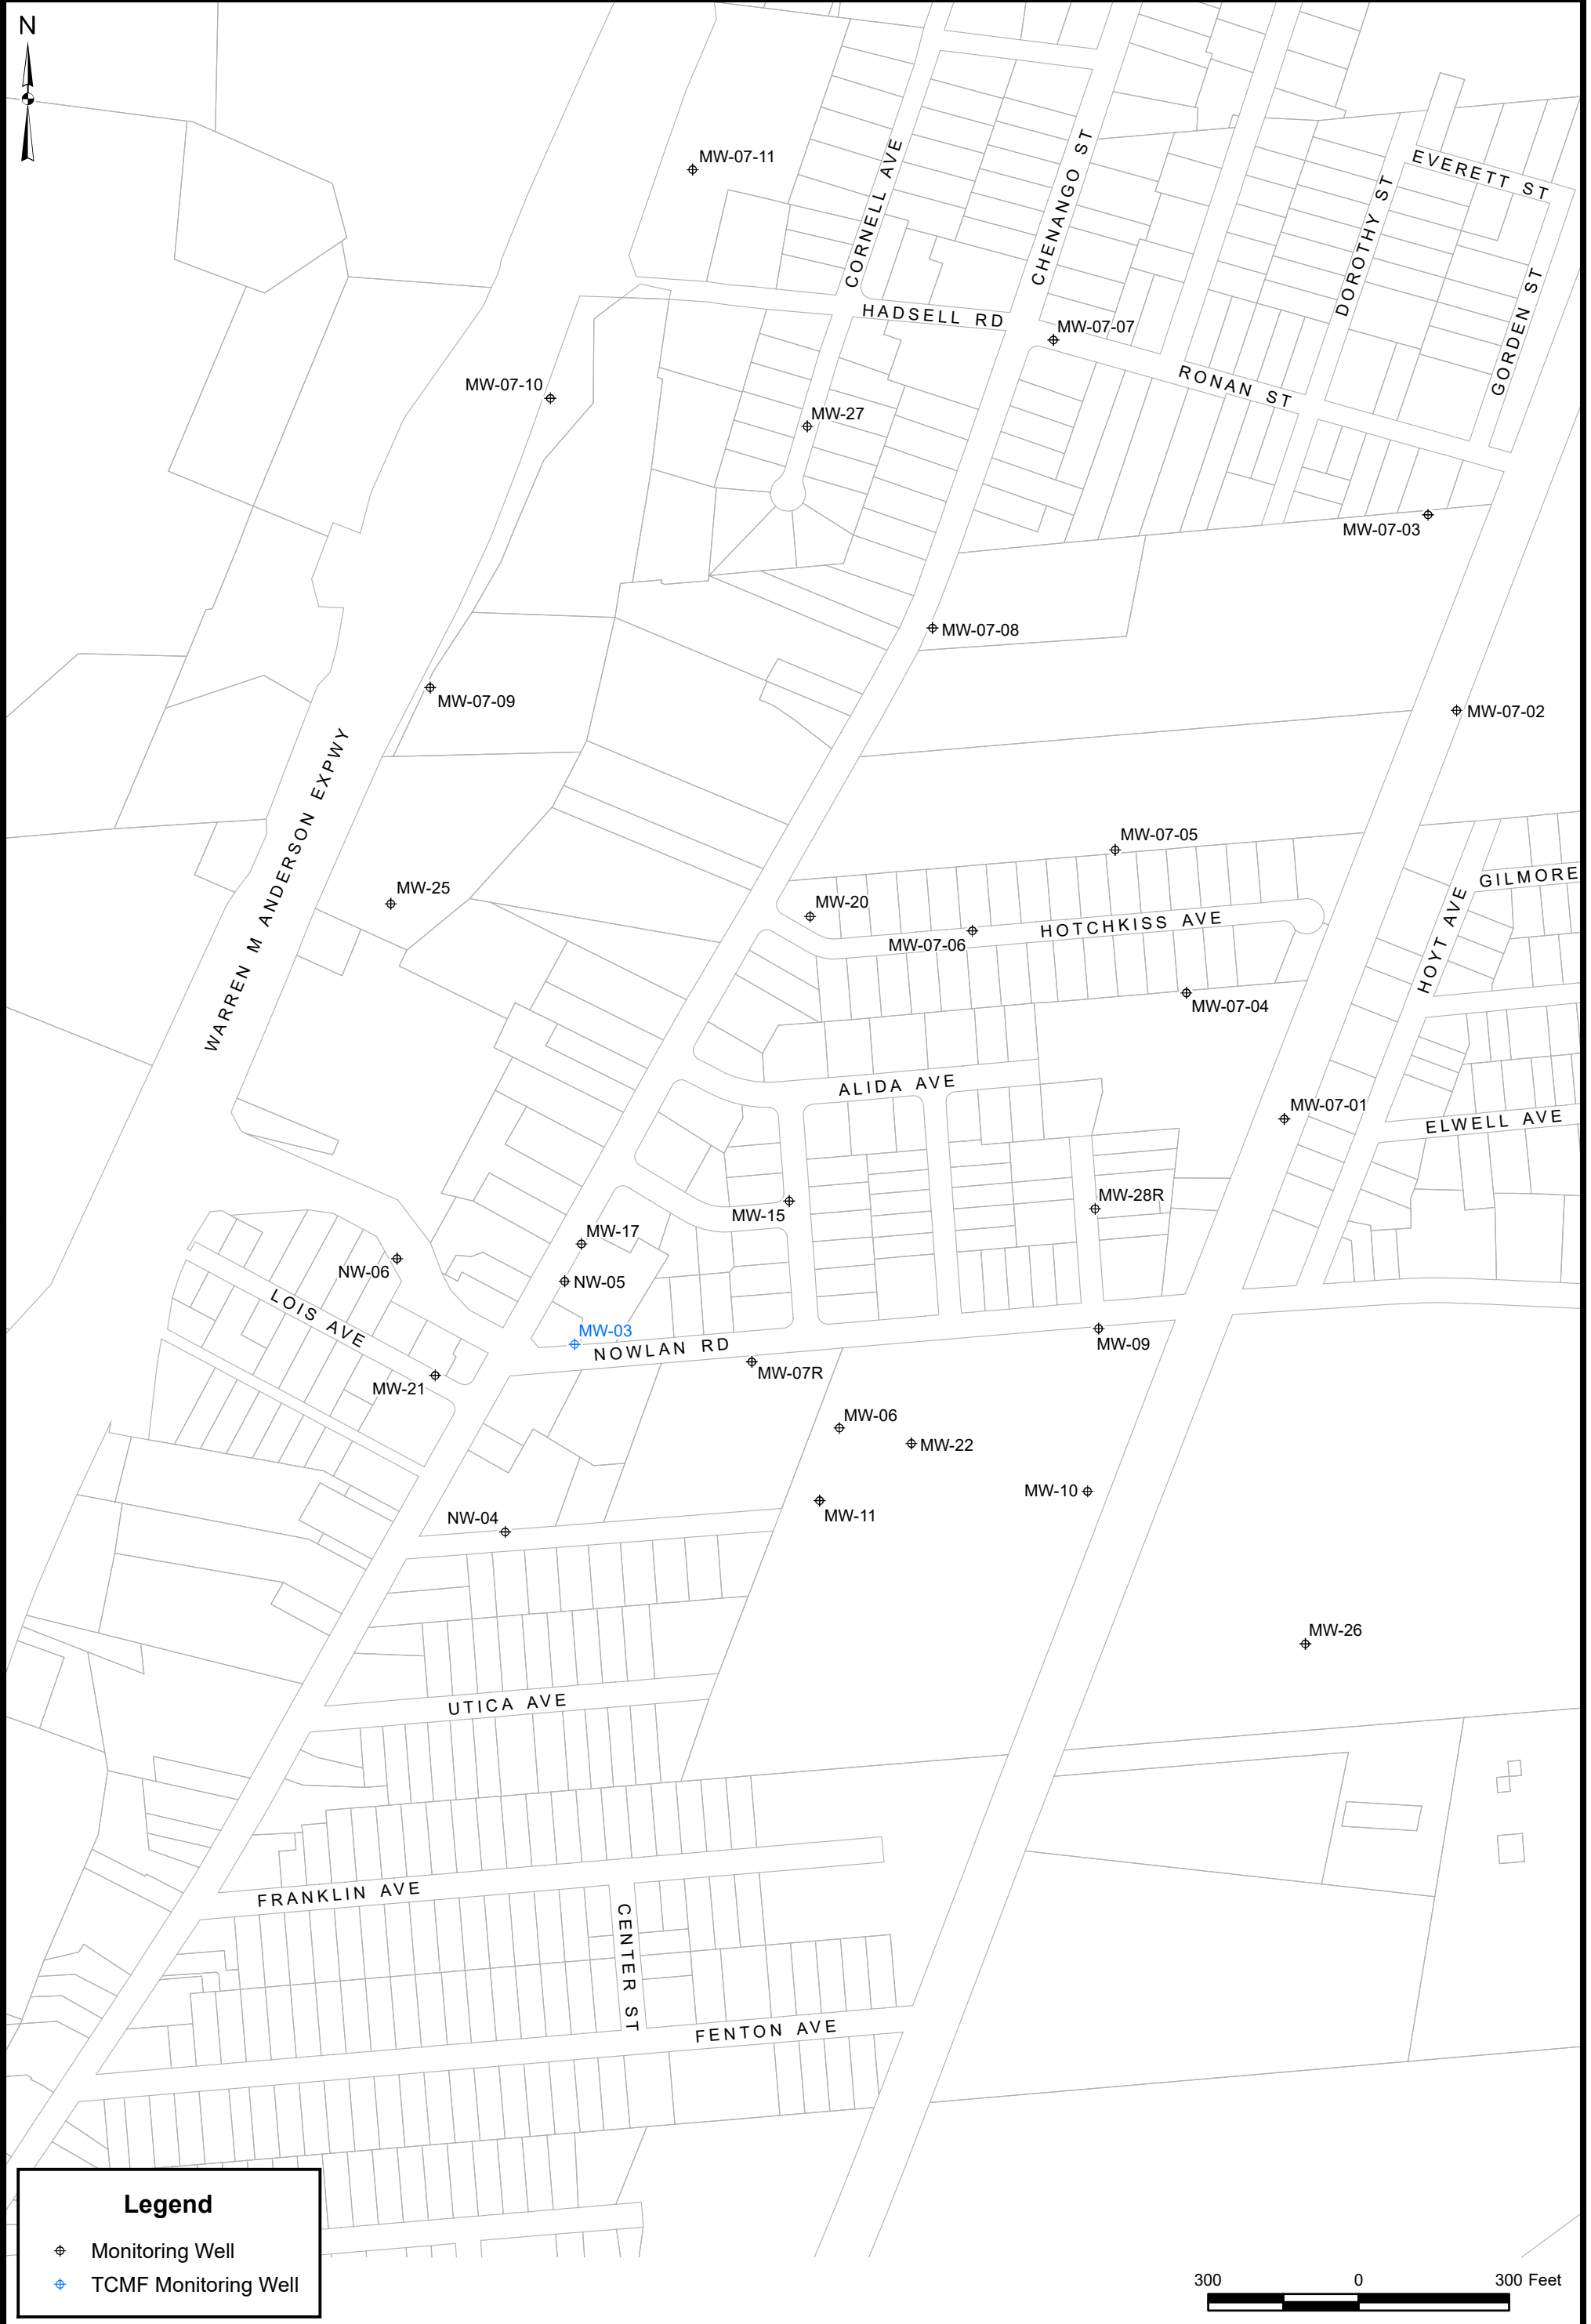 N
MW-07-11
CORNELL AVE
CHENANGO ST
EVERETT ST
DOROTHY ST
GORDEN ST
HADSELL RD
MW-07-07
RONAN ST
MW-07-10
MW-27
MW-07-03
MW-07-08
MW-07-09
MW-07-02
WARREN M ANDERSON EXPWY
MW-07-05
MW-25
GILMORE
MW-20
HOYT AVE
HOTCHKISS AVE
MW-07-06
MW-07-04
ALIDA AVE
MW-07-01
ELWELL AVE
MW-28R
MW-15
MW-17
NW-06
NW-05
LOIS AVE
MW-03
NOWLAN RD
MW-09
MW-07R
MW-21
MW-06
MW-22
MW-10
MW-11
NW-04
MW-26
UTICA AVE
FRANKLIN AVE
CENTER ST
FENTON AVE
Legend
Monitoring Well
TCMF Monitoring Well
300 0 300 Feet